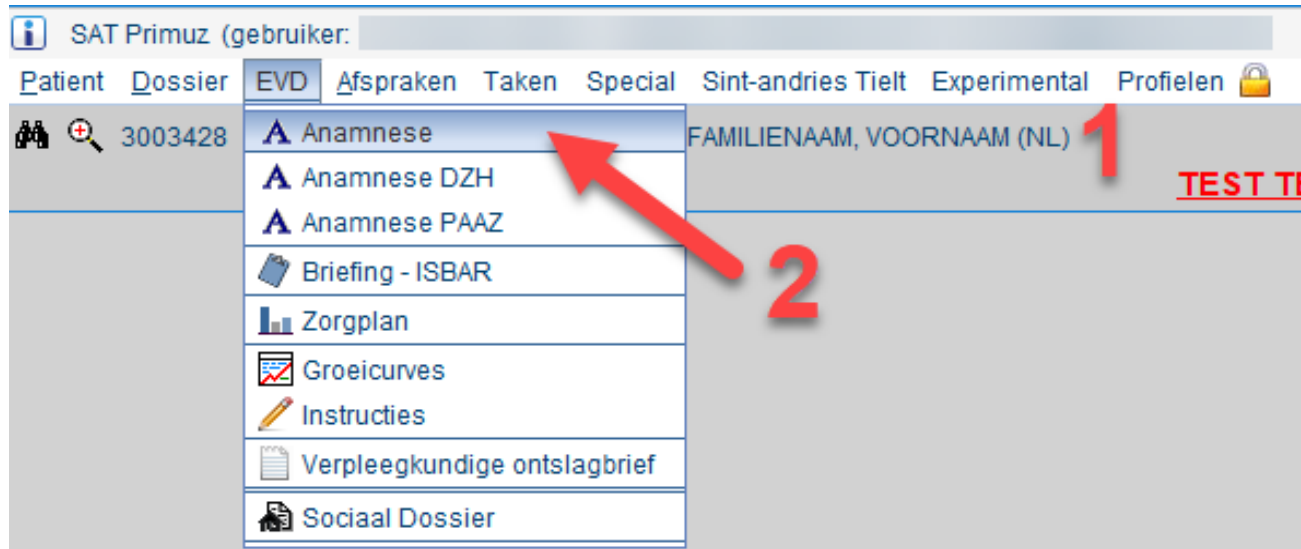 SAT Primuz (gebruiker:
Patient Dossier EVD Afspraken Taken Special Sint-andries Tielt Experimental Profielen
3003428 FAMILIENAAM, VOORNAAM (NL) 1
TEST
Anamnese
Anamnese DZH
Anamnese PAAZ
2
Briefing - ISBAR
Zorgplan
Groeicurves
Instructies
Verpleegkundige ontslagbrief
Sociaal Dossier